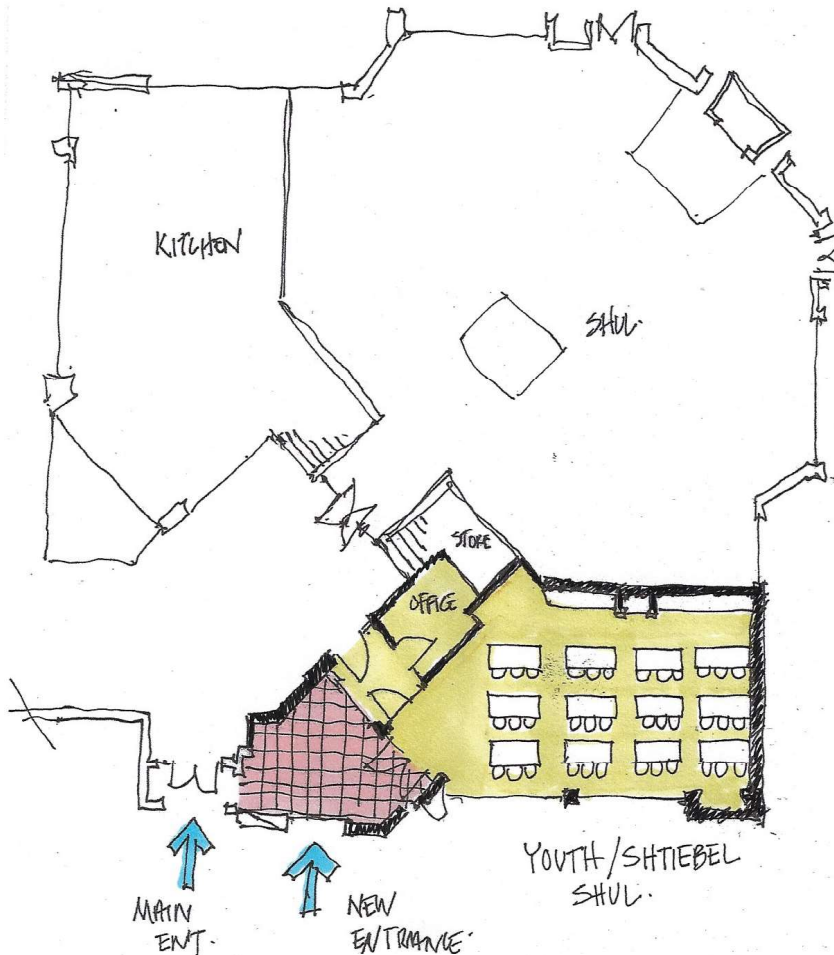 KITCHEN
SHUL.
STORE
OFFICE
YOUTH/SHTIEBEL
SHUL.
MAIN
ENT.
NEW
ENTRANCE.